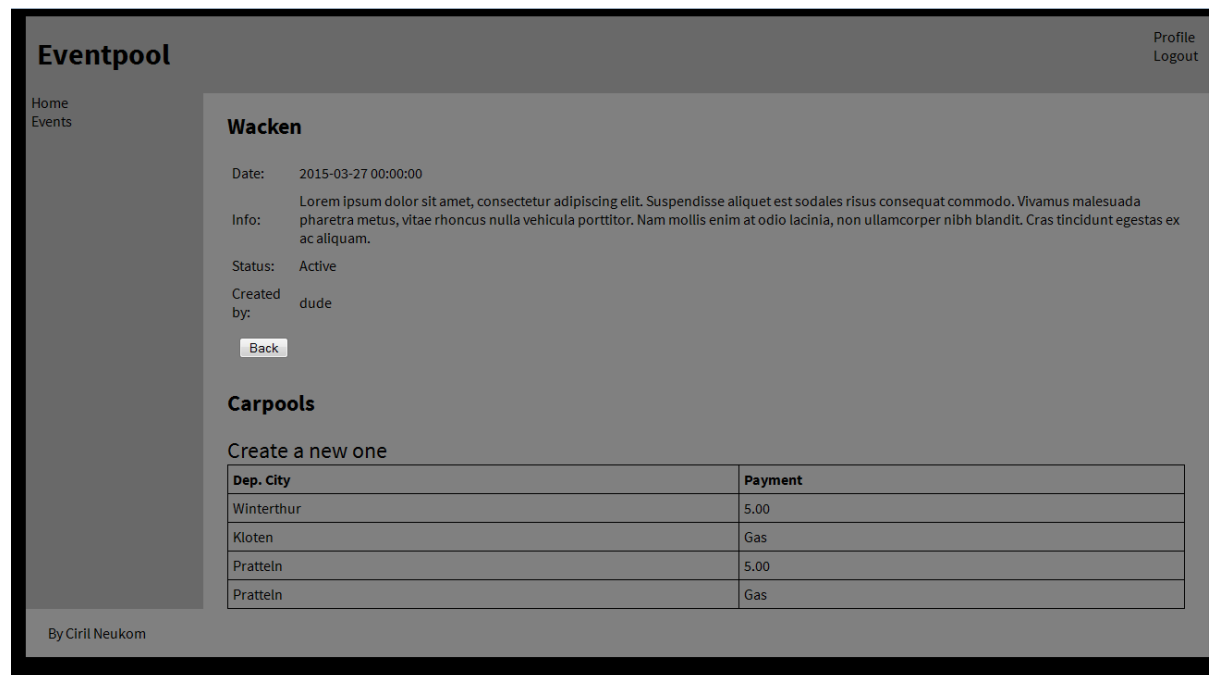 Eventpool
Profile
Logout
Home
Events
Wacken
Date: 2015-03-27 00:00:00
Info: Lorem ipsum dolor sit amet, consectetur adipiscing elit. Suspendisse aliquet est sodales risus consequat commodo. Vivamus malesuada
pharetra metus, vitae rhoncus nulla vehicula porttitor. Nam mollis enim at odio lacinia, non ullamcorper nibh blandit. Cras tincidunt egestas ex
ac aliquam.
Status: Active
Created
by: dude
Back
Carpools
Create a new one
Dep. City Payment
Winterthur 5.00
Kloten Gas
Pratteln 5.00
Pratteln Gas
By Ciril Neukom